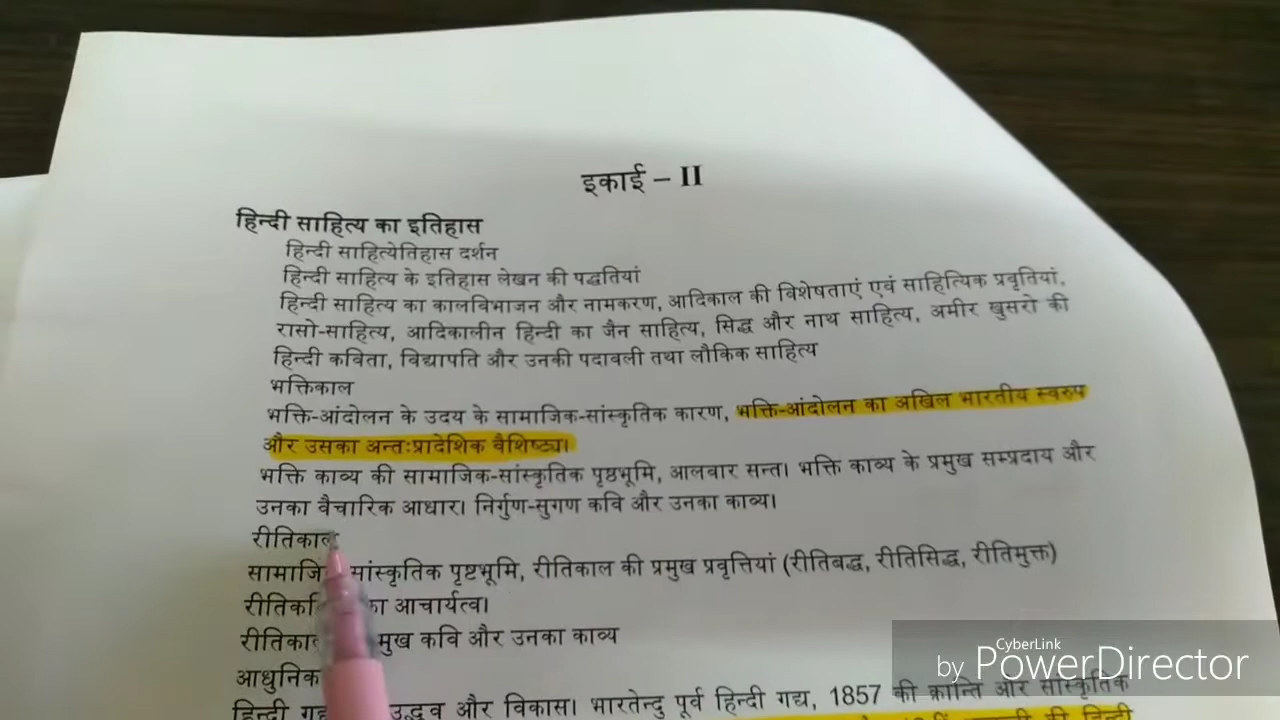 इकाई – II
हिन्दी साहित्य का इतिहास
हिन्दी साहित्येतिहास दर्शन
हिन्दी साहित्य के इतिहास लेखन की पद्धतियां
हिन्दी साहित्य का कालविभाजन और नामकरण, आदिकाल की विशेषताएं एवं साहित्यिक प्रवृतियां,
रासो-साहित्य, आदिकालीन हिन्दी का जैन साहित्य, सिद्ध और नाथ साहित्य, अमीर खुसरो की
हिन्दी कविता, विद्यापति और उनकी पदावली तथा लौकिक साहित्य
भक्तिकाल
भक्ति-आंदोलन के उदय के सामाजिक-सांस्कृतिक कारण, भक्ति-आंदोलन का अखिल भारतीय स्वरुप
और उसका अन्तःप्रादेशिक वैशिष्ट्य।
भक्ति काव्य की सामाजिक-सांस्कृतिक पृष्ठभूमि, आलवार सन्त। भक्ति काव्य के प्रमुख सम्प्रदाय और
उनका वैचारिक आधार। निर्गुण-सुगण कवि और उनका काव्य।
रीतिकाल
सांस्कृतिक पृष्ठभूमि, रीतिकाल की प्रमुख प्रवृत्तियां (रीतिबद्ध, रीतिसिद्ध, रीतिमुक्त)
का आचार्यत्व।
कवि और उनका काव्य
हिन्दी उद्भव और विकास। भारतेन्दु पूर्व हिन्दी गद्य, 1857 की क्रान्ति और सांस्कृतिक
CyberLink
by PowerDirector